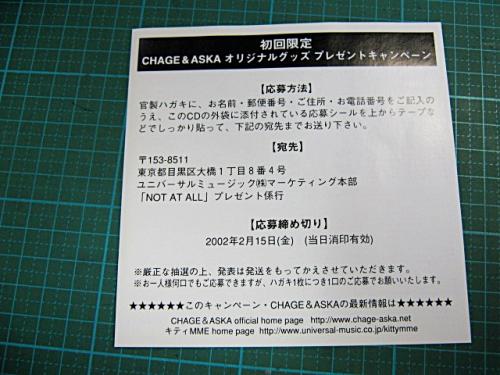 初回限定
CHAGE&ASKA オリジナルグッズ プレゼントキャンペーン
【応募方法】
官製ハガキに、お名前・郵便番号・ご住所・お電話番号をご記入の
うえ、このCDの外袋に添付されている応募シールを上からテープな
どでしっかり貼って、下記の宛先までお送り下さい。
【宛先】
〒153-8511
東京都目黒区大橋1丁目8番4号
ユニバーサルミュージック㈱マーケティング本部
「NOT AT ALL」プレゼント係行
【応募締め切り】
2002年2月15日(金) (当日消印有効)
※厳正な抽選の上、発表は発送をもってかえさせていただきます。
※お一人様何口でもご応募できますが、ハガキ1枚につき1口のご応募でお願いいたします。
★★★★★★このキャンペーン・CHAGE&ASKAの最新情報は★★★★★★
CHAGE&ASKA official home page http://www.chage-aska.net
キティMME home page http://www.universal-music.co.jp/kittymme